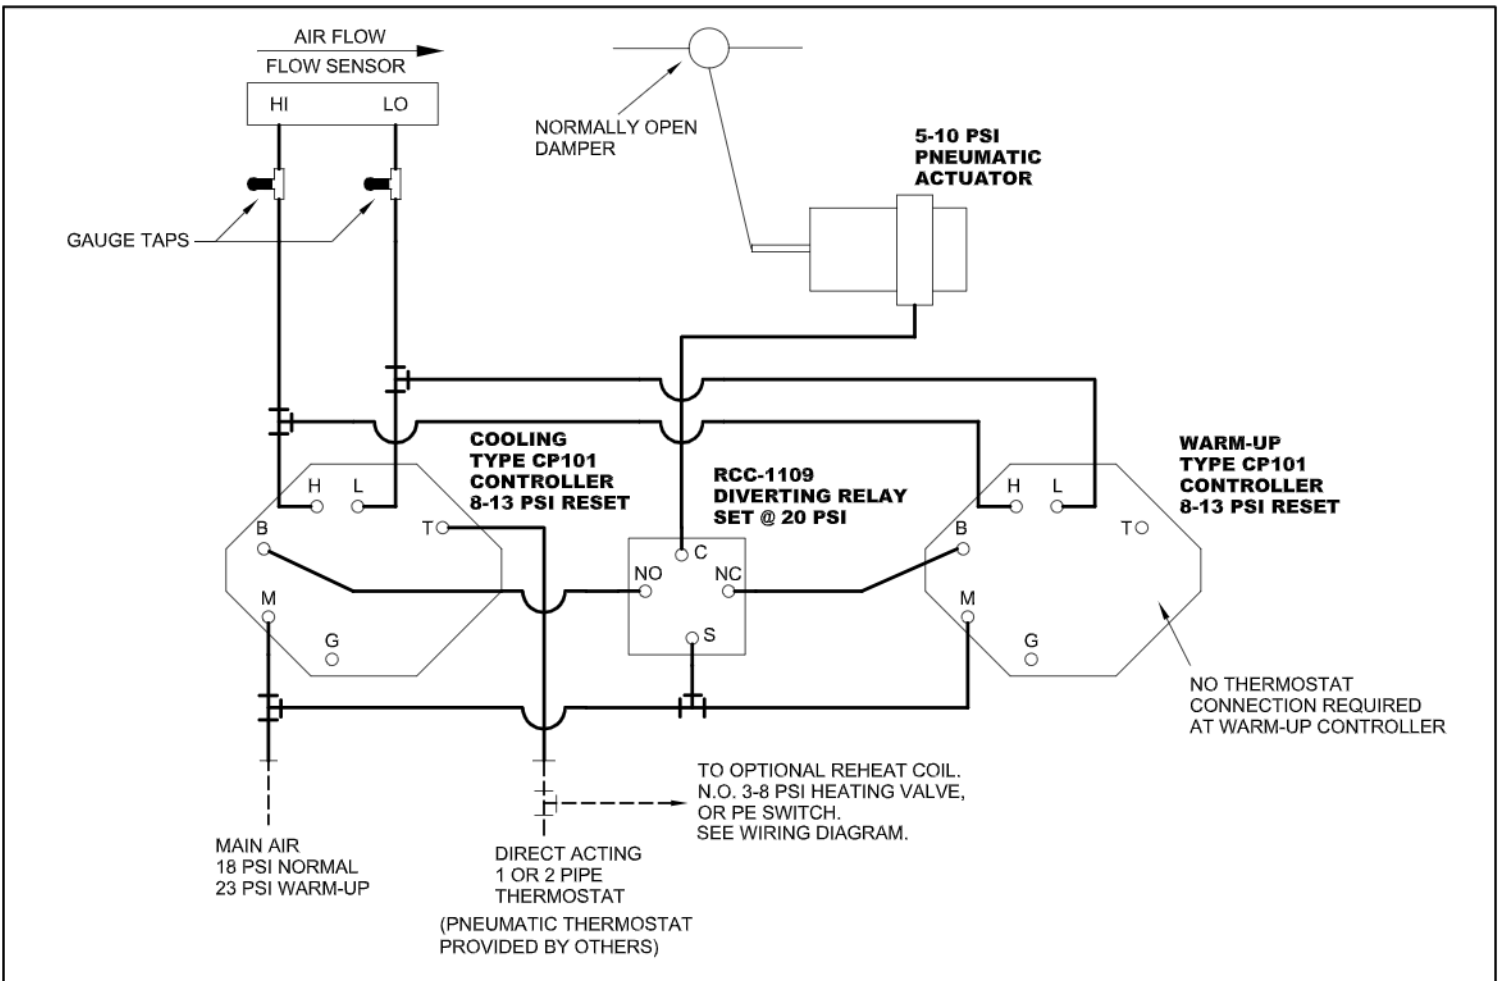 AIR FLOW
FLOW SENSOR
HI
LO
GAUGE TAPS
NORMALLY OPEN
DAMPER
5-10 PSI
PNEUMATIC
ACTUATOR
COOLING
TYPE CP101
CONTROLLER
8-13 PSI RESET
H
L
B
T
M
G
RCC-1109
DIVERTING RELAY
SET @ 20 PSI
C
NO
NC
S
WARM-UP
TYPE CP101
CONTROLLER
8-13 PSI RESET
H
L
B
T
M
G
NO THERMOSTAT
CONNECTION REQUIRED
AT WARM-UP CONTROLLER
MAIN AIR
18 PSI NORMAL
23 PSI WARM-UP
DIRECT ACTING
1 OR 2 PIPE
THERMOSTAT
(PNEUMATIC THERMOSTAT
PROVIDED BY OTHERS)
TO OPTIONAL REHEAT COIL.
N.O. 3-8 PSI HEATING VALVE,
OR PE SWITCH.
SEE WIRING DIAGRAM.